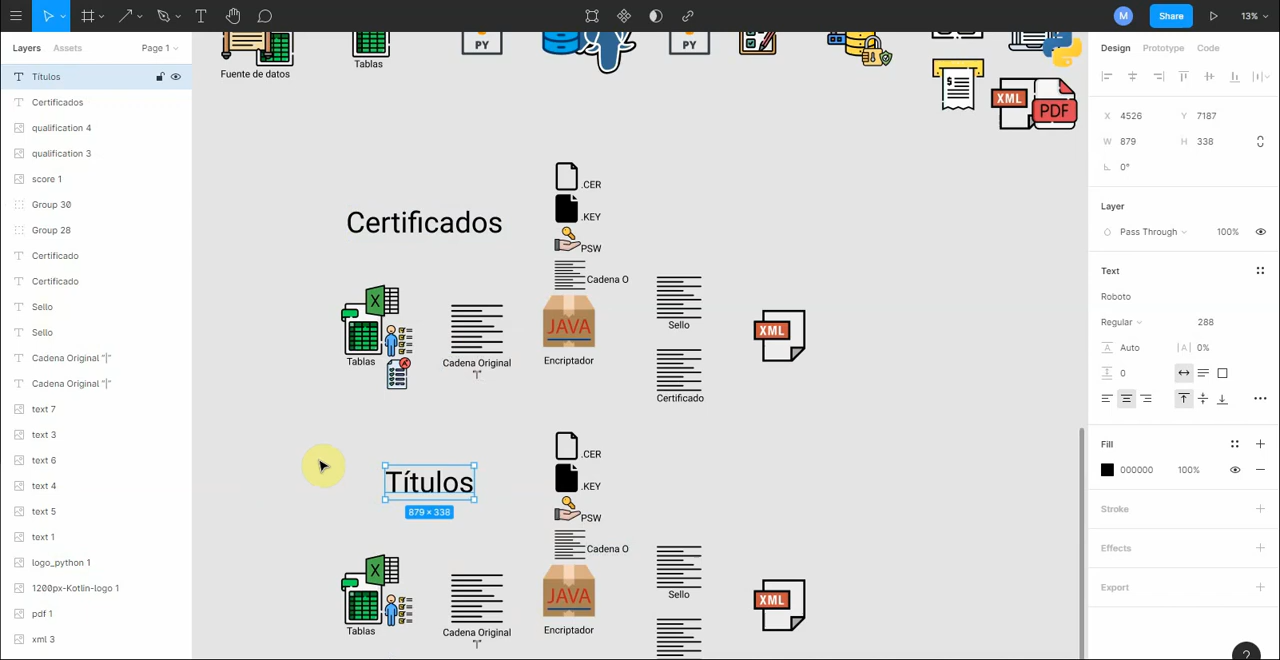 M
Share
13%
Layers
Assets
Page 1
Design
Prototype
Code
Títulos
Certificados
qualification 4
qualification 3
score 1
Group 30
Group 28
Certificado
Certificado
Sello
Sello
Cadena Original "|"
Cadena Original "|"
text 7
text 3
text 6
text 4
text 5
text 1
logo_python 1
1200px-Kotlin-logo 1
pdf 1
xml 3
Fuente de datos
Tablas
PY
PY
$
XML
PDF
Certificados
.CER
.KEY
PSW
Cadena O
X
Tablas
Cadena Original
"|"
JAVA
Encriptador
Sello
Certificado
XML
Títulos
879 × 338
.CER
.KEY
PSW
Cadena O
X
Tablas
Cadena Original
"|"
JAVA
Encriptador
Sello
XML
X 4526
Y 7187
W 879
H 338
0°
Layer
Pass Through
100%
Text
Roboto
Regular
288
Auto
0%
0
Fill
000000
100%
Stroke
Effects
Export
?